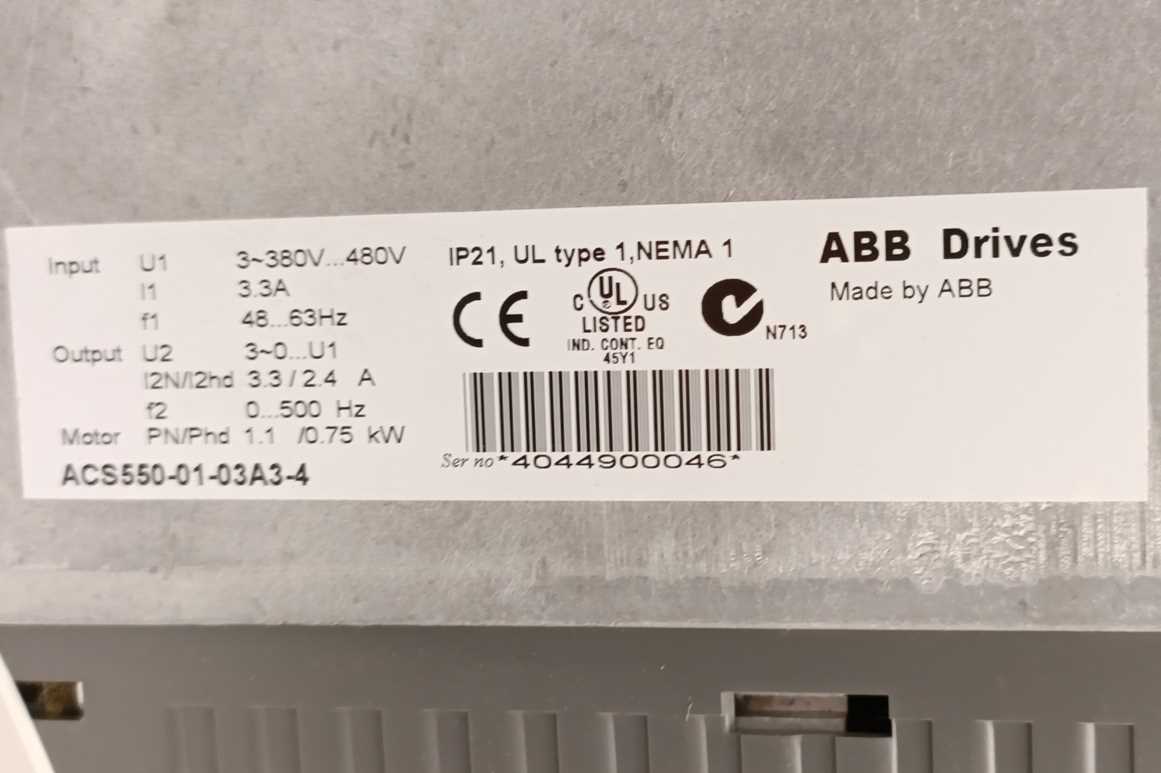 Input U1 3~380V...480V
I1 3.3A
f1 48...63Hz
Output U2 3~0...U1
I2N/I2hd 3.3 / 2.4 A
f2 0...500 Hz
Motor PN/Phd 1.1 /0.75 kW
ACS550-01-03A3-4
IP21, UL type 1,NEMA 1
CE
C UL US
LISTED
IND. CONT. EQ
45Y1
N713
Ser no *4044900046*
ABB Drives
Made by ABB